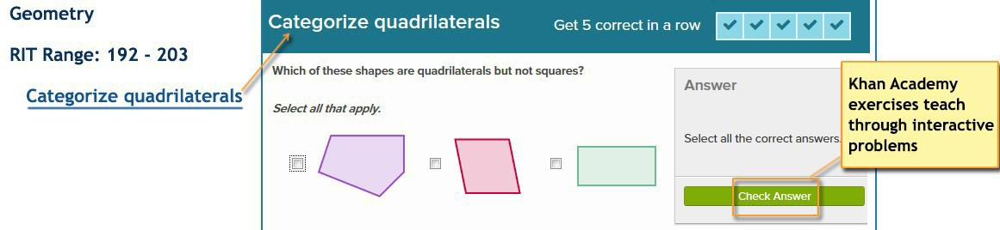 Geometry
RIT Range: 192 - 203
Categorize quadrilaterals
Categorize quadrilaterals
Get 5 correct in a row
Which of these shapes are quadrilaterals but not squares?
Select all that apply.
Answer
Select all the correct answers.
Check Answer
Khan Academy
exercises teach
through interactive
problems